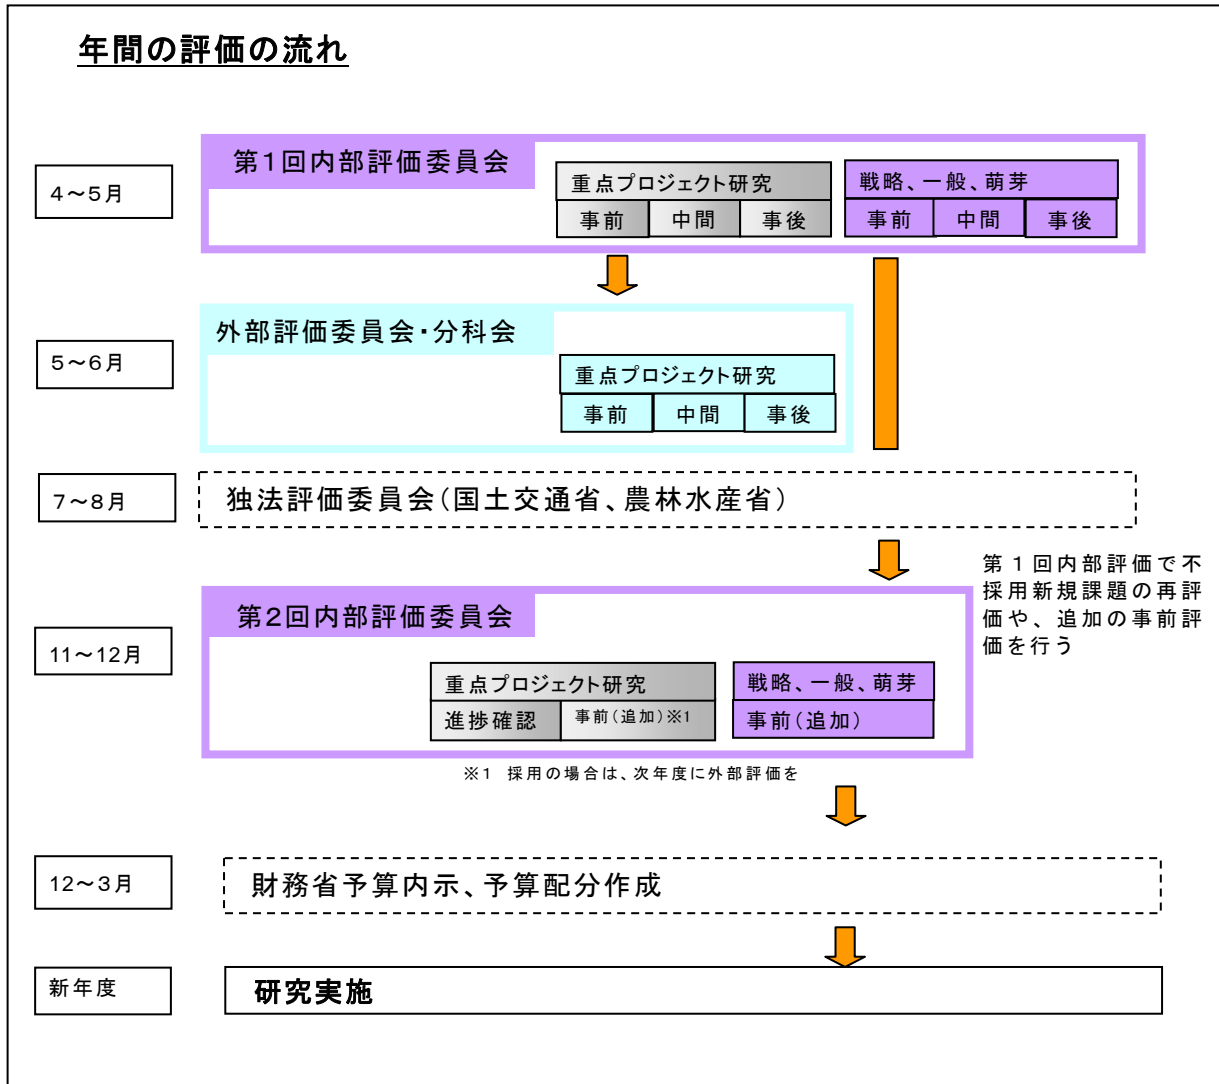 年間の評価の流れ
4～5月
第1回内部評価委員会
重点プロジェクト研究
事前 中間 事後
戦略、一般、萌芽
事前 中間 事後
5～6月
外部評価委員会・分科会
重点プロジェクト研究
事前 中間 事後
7～8月
独法評価委員会（国土交通省、農林水産省）
第1回内部評価で不
採用新規課題の再評
価や、追加の事前評
価を行う
11～12月
第2回内部評価委員会
重点プロジェクト研究
進捗確認 事前（追加）※1
戦略、一般、萌芽
事前（追加）
※1 採用の場合は、次年度に外部評価を
12～3月
財務省予算内示、予算配分作成
新年度
研究実施